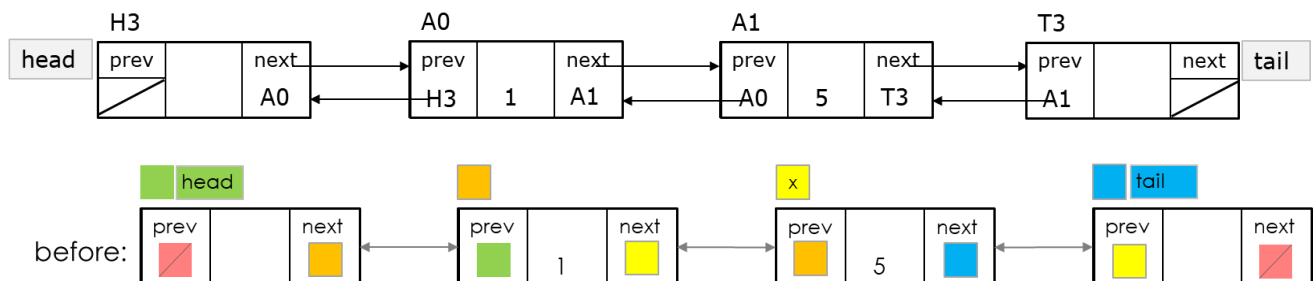 H3 A0 A1 T3
head prev next prev next prev next prev next tail
A0 H3 1 A1 A0 5 T3 A1
head x tail
prev next prev next prev next prev next
before: 1 5